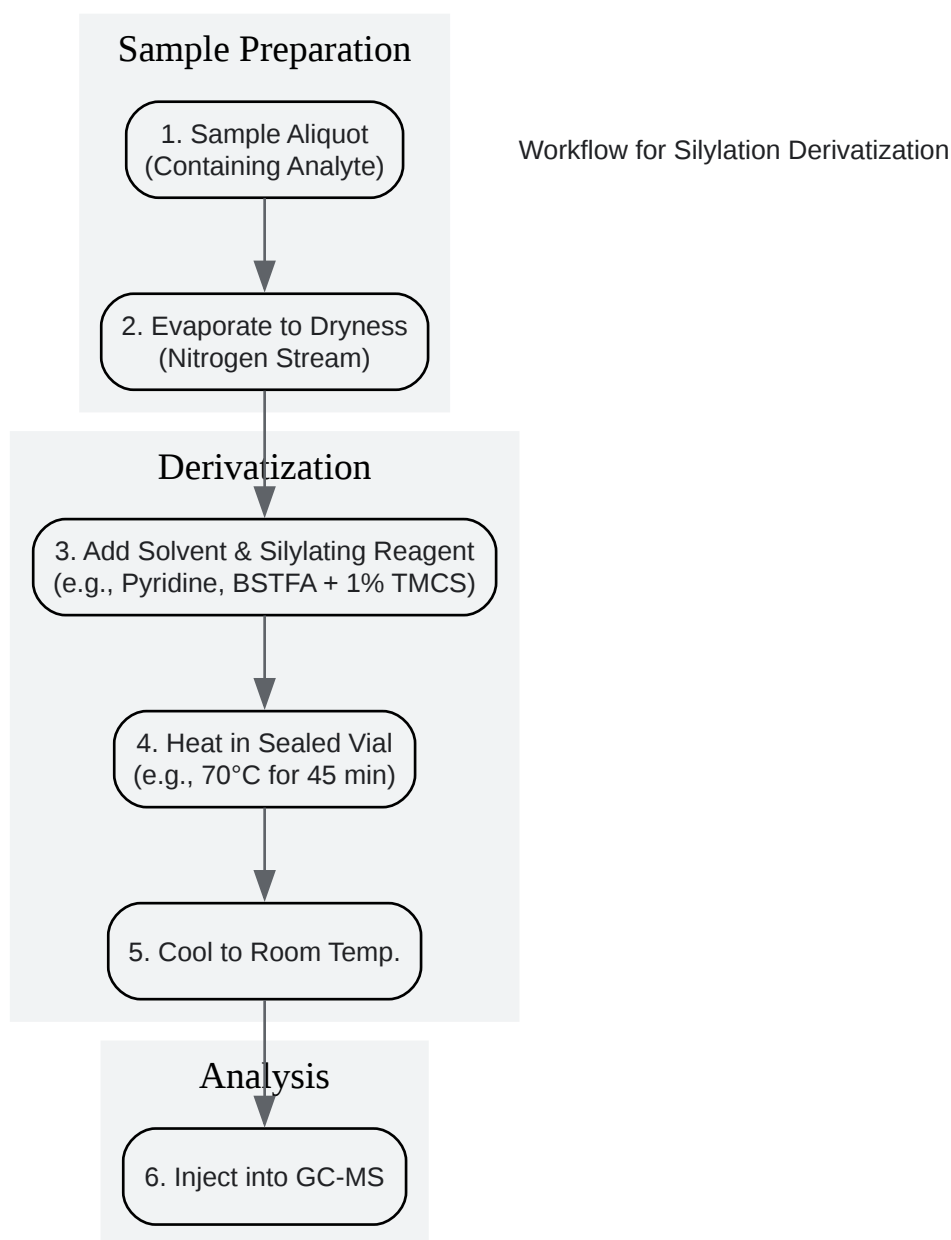 Sample Preparation
1. Sample Aliquot
(Containing Analyte)
Workflow for Silylation Derivatization
2. Evaporate to Dryness
(Nitrogen Stream)
Derivatization
3. Add Solvent & Silylating Reagent
(e.g., Pyridine, BSTFA + 1% TMCS)
4. Heat in Sealed Vial
(e.g., 70°C for 45 min)
5. Cool to Room Temp.
Analysis
6. Inject into GC-MS